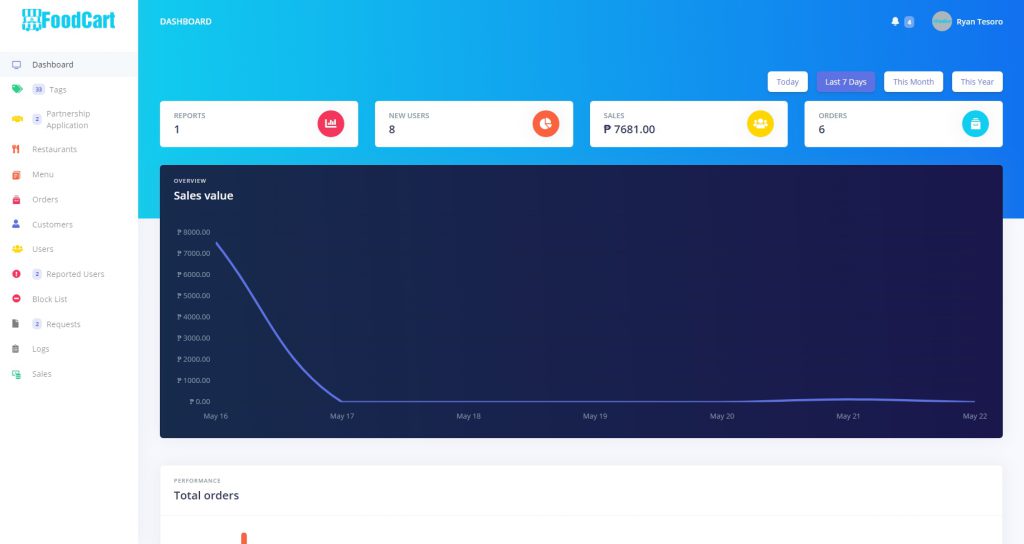 FoodCart
DASHBOARD
4
Ryan Tesoro
Dashboard
33 Tags
2 Partnership
Application
Restaurants
Menu
Orders
Customers
Users
2 Reported Users
Block List
2 Requests
Logs
Sales
Today
Last 7 Days
This Month
This Year
REPORTS
1
NEW USERS
8
SALES
₱ 7681.00
ORDERS
6
OVERVIEW
Sales value
₱ 8000.00
₱ 7000.00
₱ 6000.00
₱ 5000.00
₱ 4000.00
₱ 3000.00
₱ 2000.00
₱ 1000.00
₱ 0.00
May 16
May 17
May 18
May 19
May 20
May 21
May 22
PERFORMANCE
Total orders